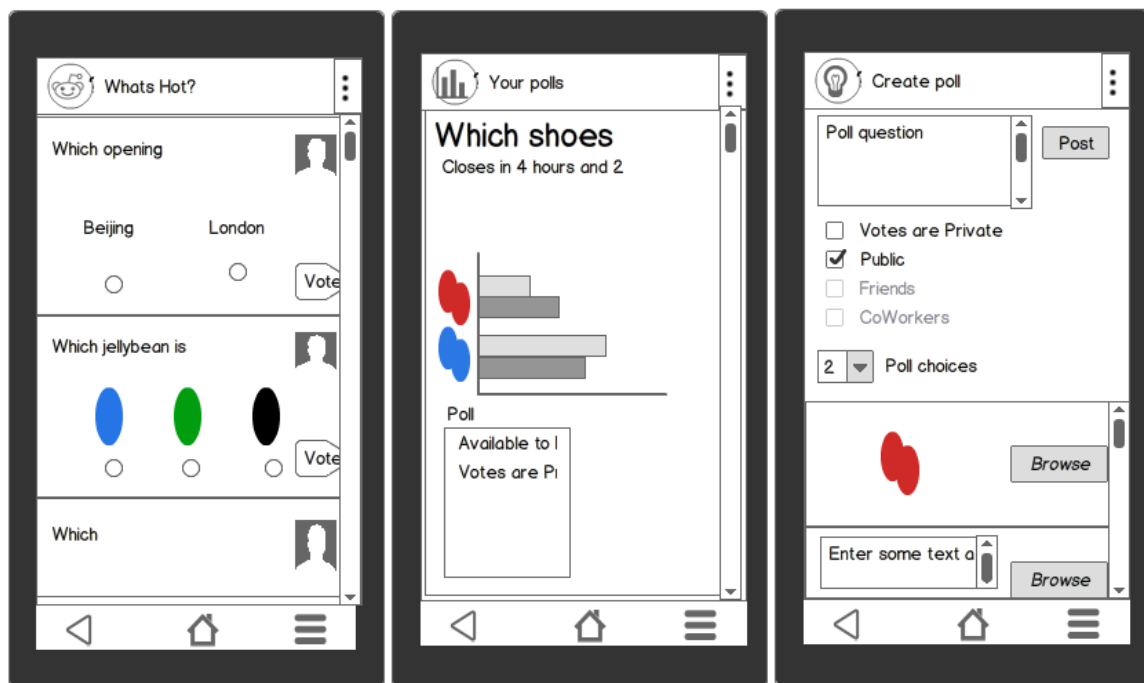 Whats Hot?
Which opening
Beijing London
Vote
Which jellybean is
Vote
Which
Your polls
Which shoes
Closes in 4 hours and 2
Poll
Available to
Votes are
Create poll
Poll question
Post
Votes are Private
Public
Friends
CoWorkers
2 Poll choices
Browse
Enter some text a
Browse